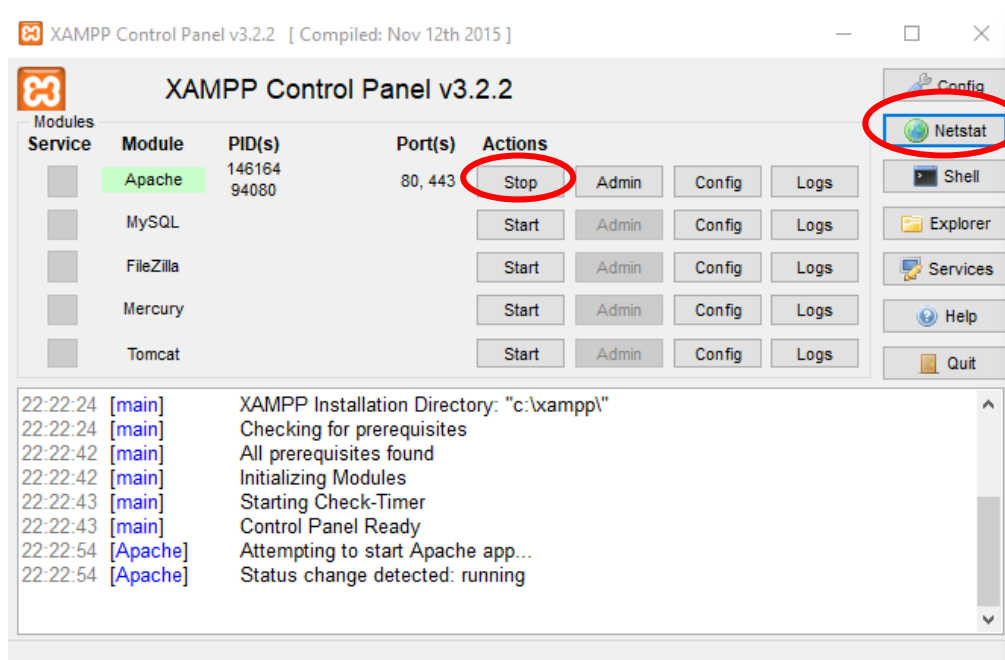 XAMPP Control Panel v3.2.2 [ Compiled: Nov 12th 2015 ]
XAMPP Control Panel v3.2.2
Config
Modules
Netstat
Service Module PID(s) Port(s) Actions
Apache 146164 94080 80, 443 Stop Admin Config Logs
Shell
MySQL Start Admin Config Logs
Explorer
FileZilla Start Admin Config Logs
Services
Mercury Start Admin Config Logs
Help
Tomcat Start Admin Config Logs
Quit
22:22:24 [main] XAMPP Installation Directory: "c:\xampp\"
22:22:24 [main] Checking for prerequisites
22:22:42 [main] All prerequisites found
22:22:42 [main] Initializing Modules
22:22:43 [main] Starting Check-Timer
22:22:43 [main] Control Panel Ready
22:22:54 [Apache] Attempting to start Apache app...
22:22:54 [Apache] Status change detected: running